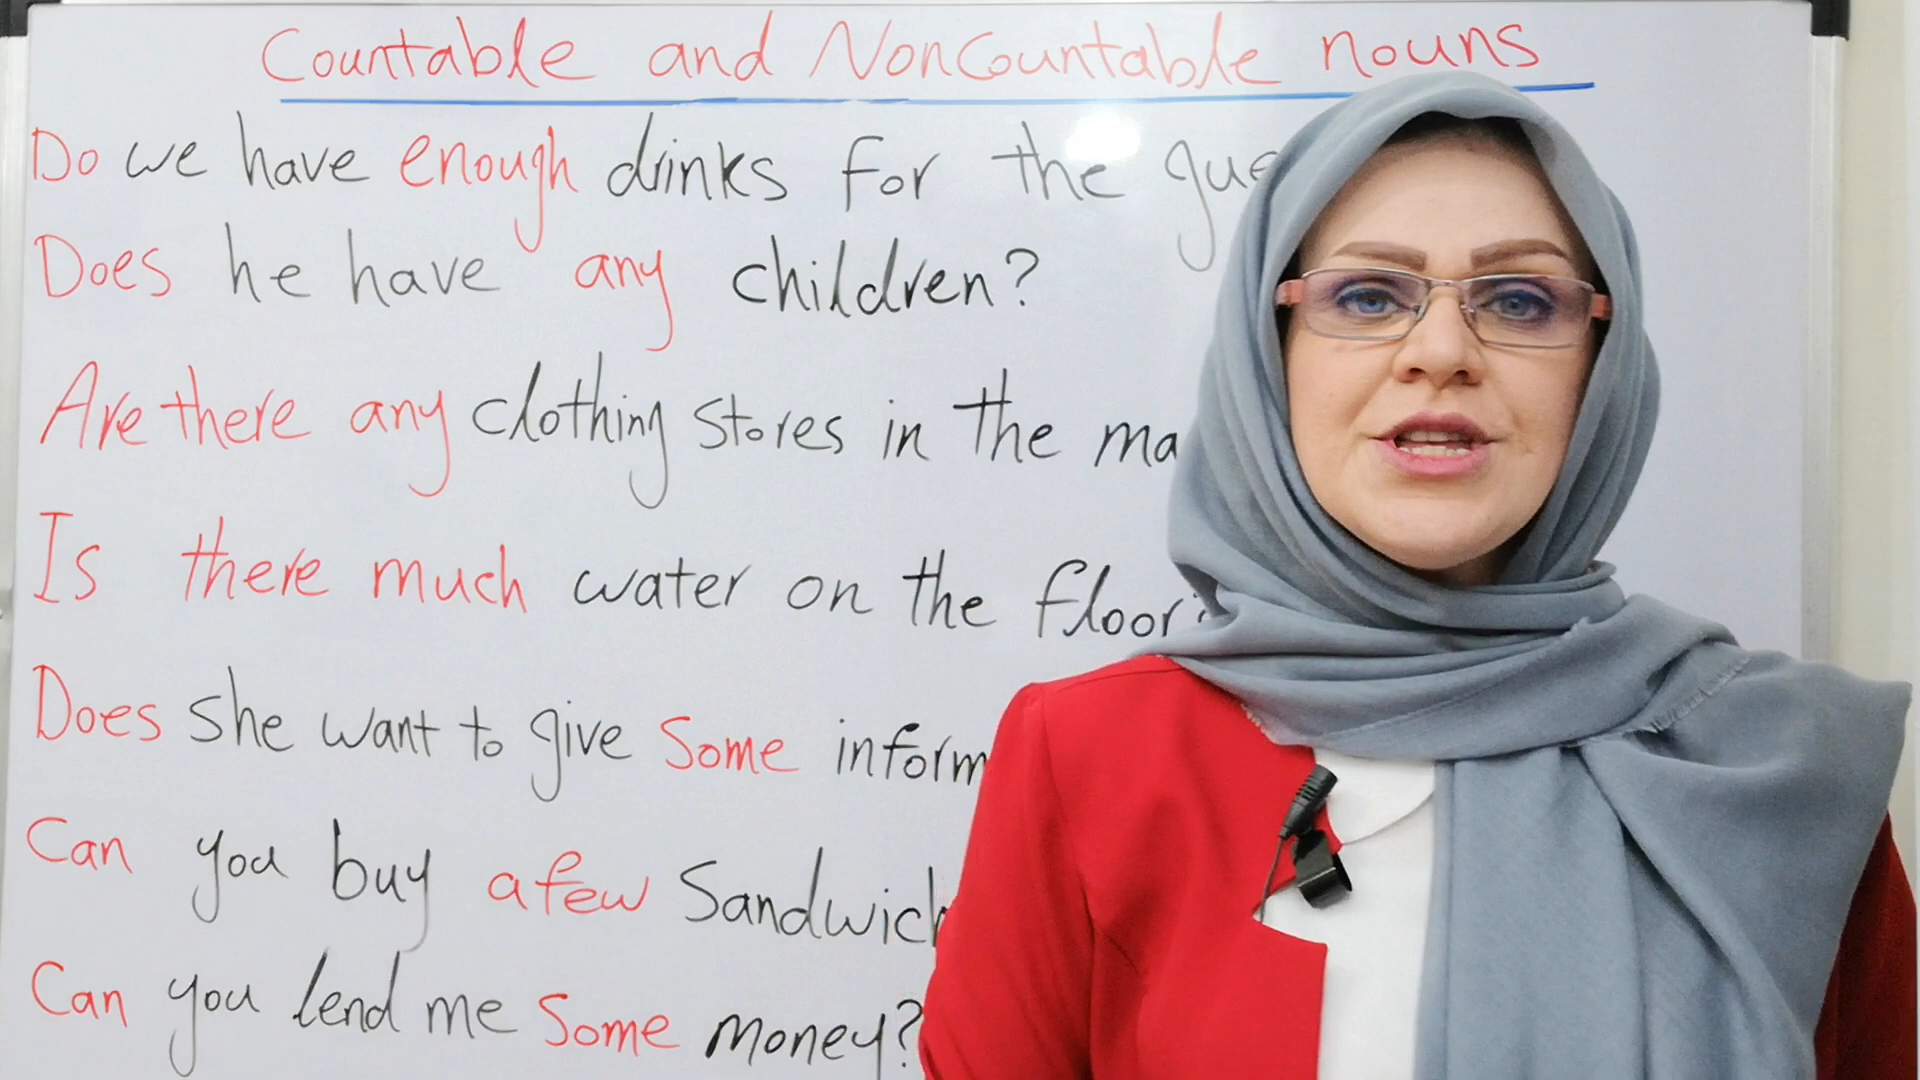 Countable and NonCountable nouns
Do we have enough drinks for the
Does he have any children?
Are there any clothing stores in the
Is there much water on the floor?
Does she want to give some
Can you buy a few
Can you lend me some money?